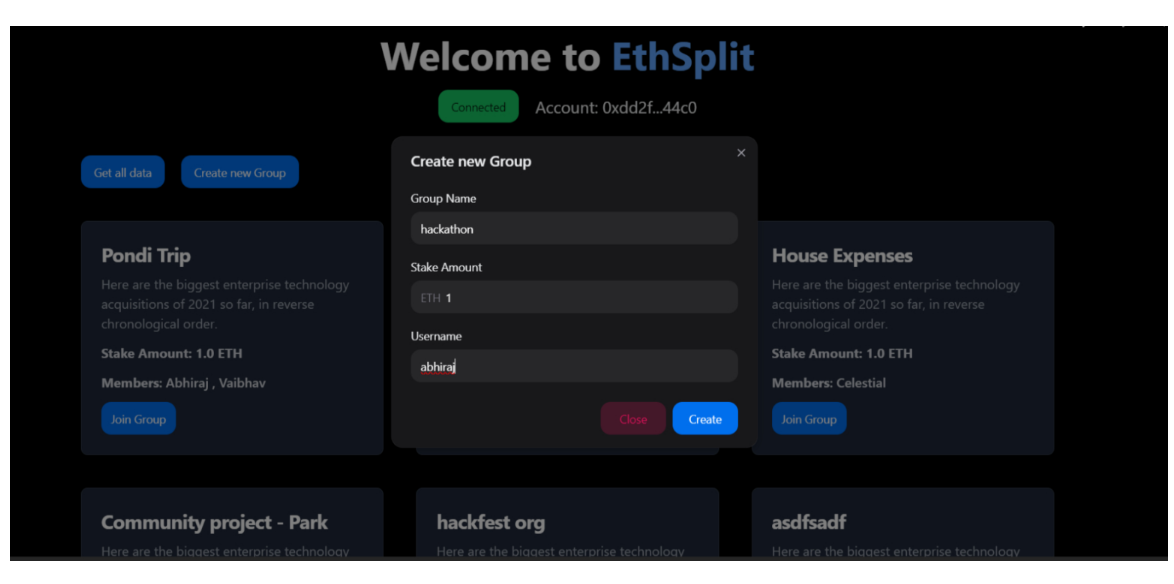 Welcome to EthSplit
Connected
Account: 0xdd2f...44c0
Get all data
Create new Group
Create new Group
×
Group Name
hackathon
Stake Amount
ETH 1
Username
abhiraj
Close
Create
Pondi Trip
Here are the biggest enterprise technology
acquisitions of 2021 so far, in reverse
chronological order.
Stake Amount: 1.0 ETH
Members: Abhiraj , Vaibhav
Join Group
House Expenses
Here are the biggest enterprise technology
acquisitions of 2021 so far, in reverse
chronological order.
Stake Amount: 1.0 ETH
Members: Celestial
Join Group
Community project - Park
Here are the biggest enterprise technology
hackfest org
Here are the biggest enterprise technology
asdfsadf
Here are the biggest enterprise technology